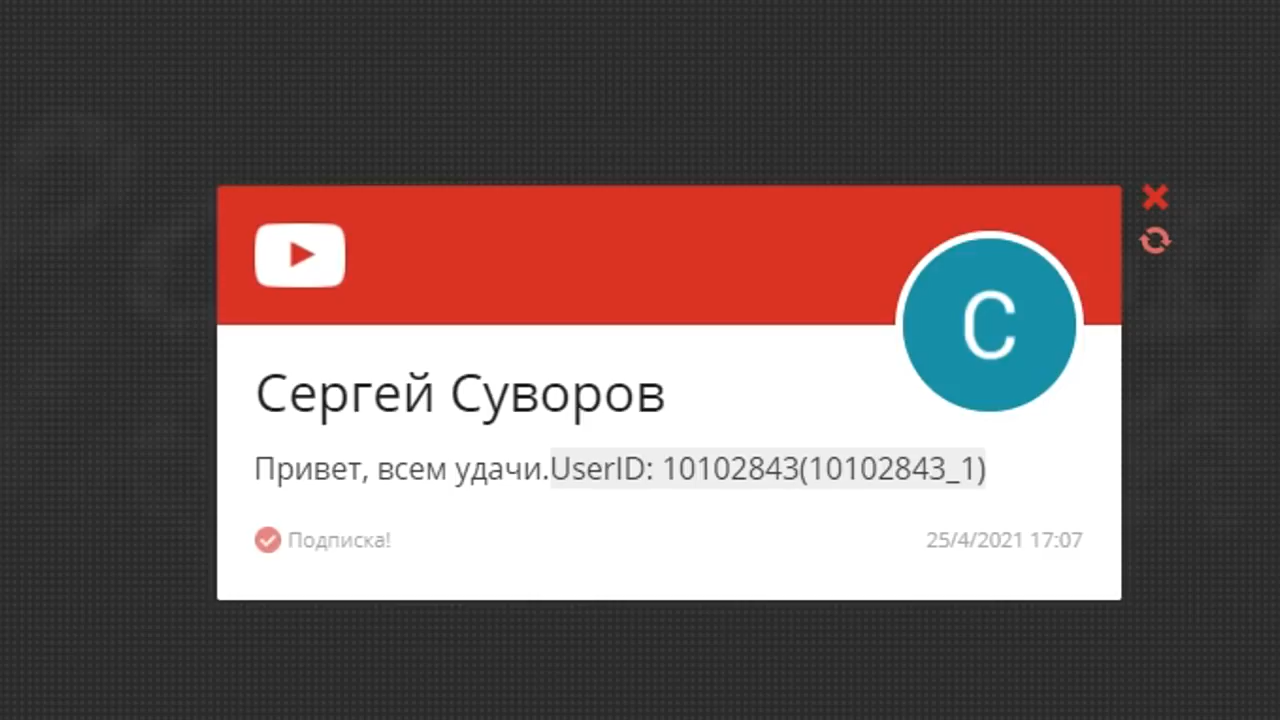 С
Сергей Суворов
Привет, всем удачи.UserID: 10102843(10102843_1)
Подписка!
25/4/2021 17:07